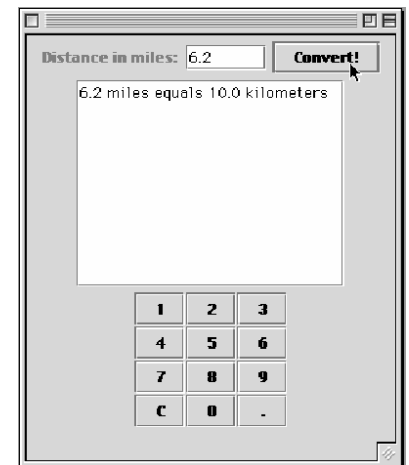 Distance in miles: 6.2 Convert!
6.2 miles equals 10.0 kilometers
1 2 3
4 5 6
7 8 9
C 0 .